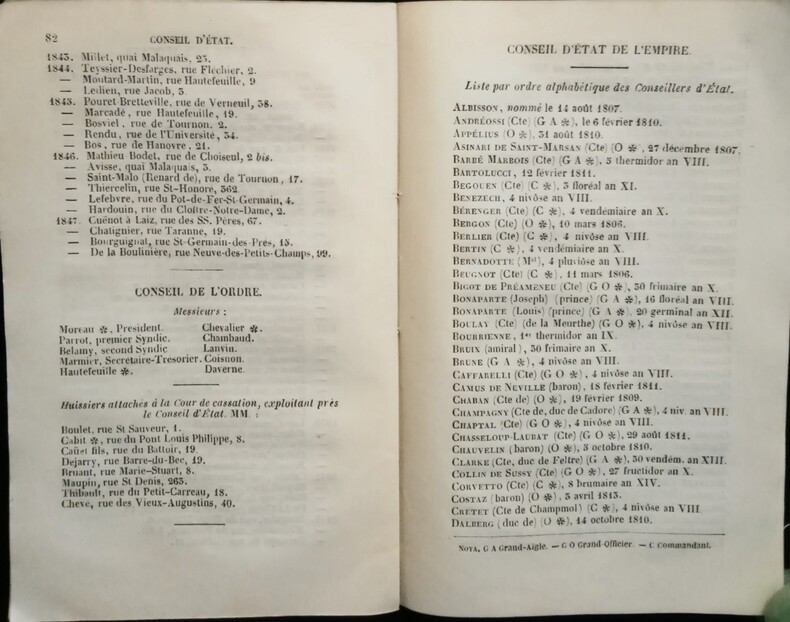 82 CONSEIL D'ÉTAT.
1843. Millet, quai Malaquais, 25.
1844. Teyssier-Desfarges, rue Fléchier, 2.
— Moutard-Martin, rue Hautefeuille, 9
— Ledien, rue Jacob, 3
1845. Pouret-Bretteville, rue de Verneuil, 58.
— Marcadé, rue Hautefeuille, 19.
— Bosviel, rue de Tournon, 2.
— Rendu, rue de l'Université, 54.
— Bos, rue de Hanovre, 21.
1846. Mathieu-Bodet, rue de Choiseul, 2 bis.
— Avisse, quai Malaquais, 3.
— Saint-Malo (Renard de), rue de Tournon, 17.
— Thiercelin, rue St-Honoré, 362
— Lefebvre, rue du Pot-de-Fer-St-Germain, 4.
— Hardouin, rue du Cloître-Notre-Dame, 2.
1847. Cuënot à Laiz, rue des SS. Pères, 67.
— Chatignier, rue Taranne, 19.
— Bourguignat, rue St-Germain-des-Prés, 15.
— De la Boulinière, rue Neuve-des-Petits-Champs, 99.
CONSEIL DE L'ORDRE.
Messieurs :
Moreau ✻, Président. Chevalier ✻.
Parrot, premier Syndic. Chambaud.
Belamy, second Syndic Lanvin.
Marmier, Secrétaire-Trésorier. Coisnon.
Hautefeuille ✻. Daverne.
Huissiers attachés à la Cour de cassation, exploitant près
le Conseil d'État. MM. :
Boulet, rue St Sauveur, 1.
Cabit ✻, rue du Pont Louis Philippe, 8.
fils, rue du Battoir, 19.
Dejarry, rue Barre-du-Bec, 19.
Bruant, rue Marie-Stuart, 8.
Maupin, rue St Denis, 265.
Thibault, rue du Petit-Carreau, 18.
Chevé, rue des Vieux-Augustins, 40.
CONSEIL D'ÉTAT DE L'EMPIRE
Liste par ordre alphabétique des Conseillers d'État.
ALBISSON, nommé le 14 août 1807.
ANDRÉOSSI (Cte) (G A ✻), le 6 février 1810.
APPÉLIUS (O ✻), 31 août 1810.
ASINARI DE SAINT-MARSAN (Cte) (O ✻, 27 décembre 1807.
BARBÉ MARBOIS (Cte) (G A ✻), 5 thermidor an VIII.
BARTOLUCCI, 12 février 1811.
BEGOUEN (Cte) (C ✻), 5 floréal an XI.
BENEZECH, 4 nivôse an VIII.
BÉRENGER (Cte) (C ✻), 4 vendémiaire an X.
BERGON (Cte) (O ✻), 10 mars 1806.
BERLIER (Cte) (C ✻), 4 nivôse an VIII.
BERTIN (C ✻), 4 vendémiaire an X.
BERNADOTTE (Mal), 4 pluviôse an VIII.
BEUGNOT (Cte) (C ✻), 11 mars 1806.
BIGOT DE PRÉAMENEU (Cte) (G O ✻), 30 frimaire an X.
BONAPARTE (Joseph) (prince) (G A ✻), 16 floréal an VIII.
BONAPARTE (Louis) (prince) (G A ✻), 20 germinal an XII.
BOULAY (Cte) (de la Meurthe) (G O ✻), 4 nivôse an VIII.
BOURRIENNE, 1er thermidor an IX.
BRUIX (amiral), 30 frimaire an X.
BRUNE (G A ✻), 4 nivôse an VIII.
CAFFARELLI (Cte) (G O ✻), 4 nivôse an VIII.
CAMUS DE NEVILLE (baron), 18 février 1811.
CHABAN (Cte de) (O ✻), 19 février 1809.
CHAMPAGNY (Cte de, duc de Cadore) (G A ✻), 4 niv. an VIII.
CHAPTAL (Cte) (G O ✻), 4 nivôse an VIII.
CHASSELOUP-LAUBAT (Cte) (G O ✻), 29 août 1811.
CHAUVELIN (baron) (O ✻), 5 octobre 1810.
CLARKE (Cte, duc de Feltre) (G A ✻), 30 vendém. an XIII.
COLLIN DE SUSSY (Cte) (G O ✻), 27 fructidor an X.
CORVETTO (Cte) (C ✻), 8 brumaire an XIV.
COSTAZ (baron) (O ✻), 3 avril 1813.
CRETET (Cte de Champmol) (C ✻), 4 nivôse an VIII
DALBERG (duc de) (O ✻), 14 octobre 1810.
NOTA, G A Grand-Aigle. — G O Grand-Officier. — C Commandant.